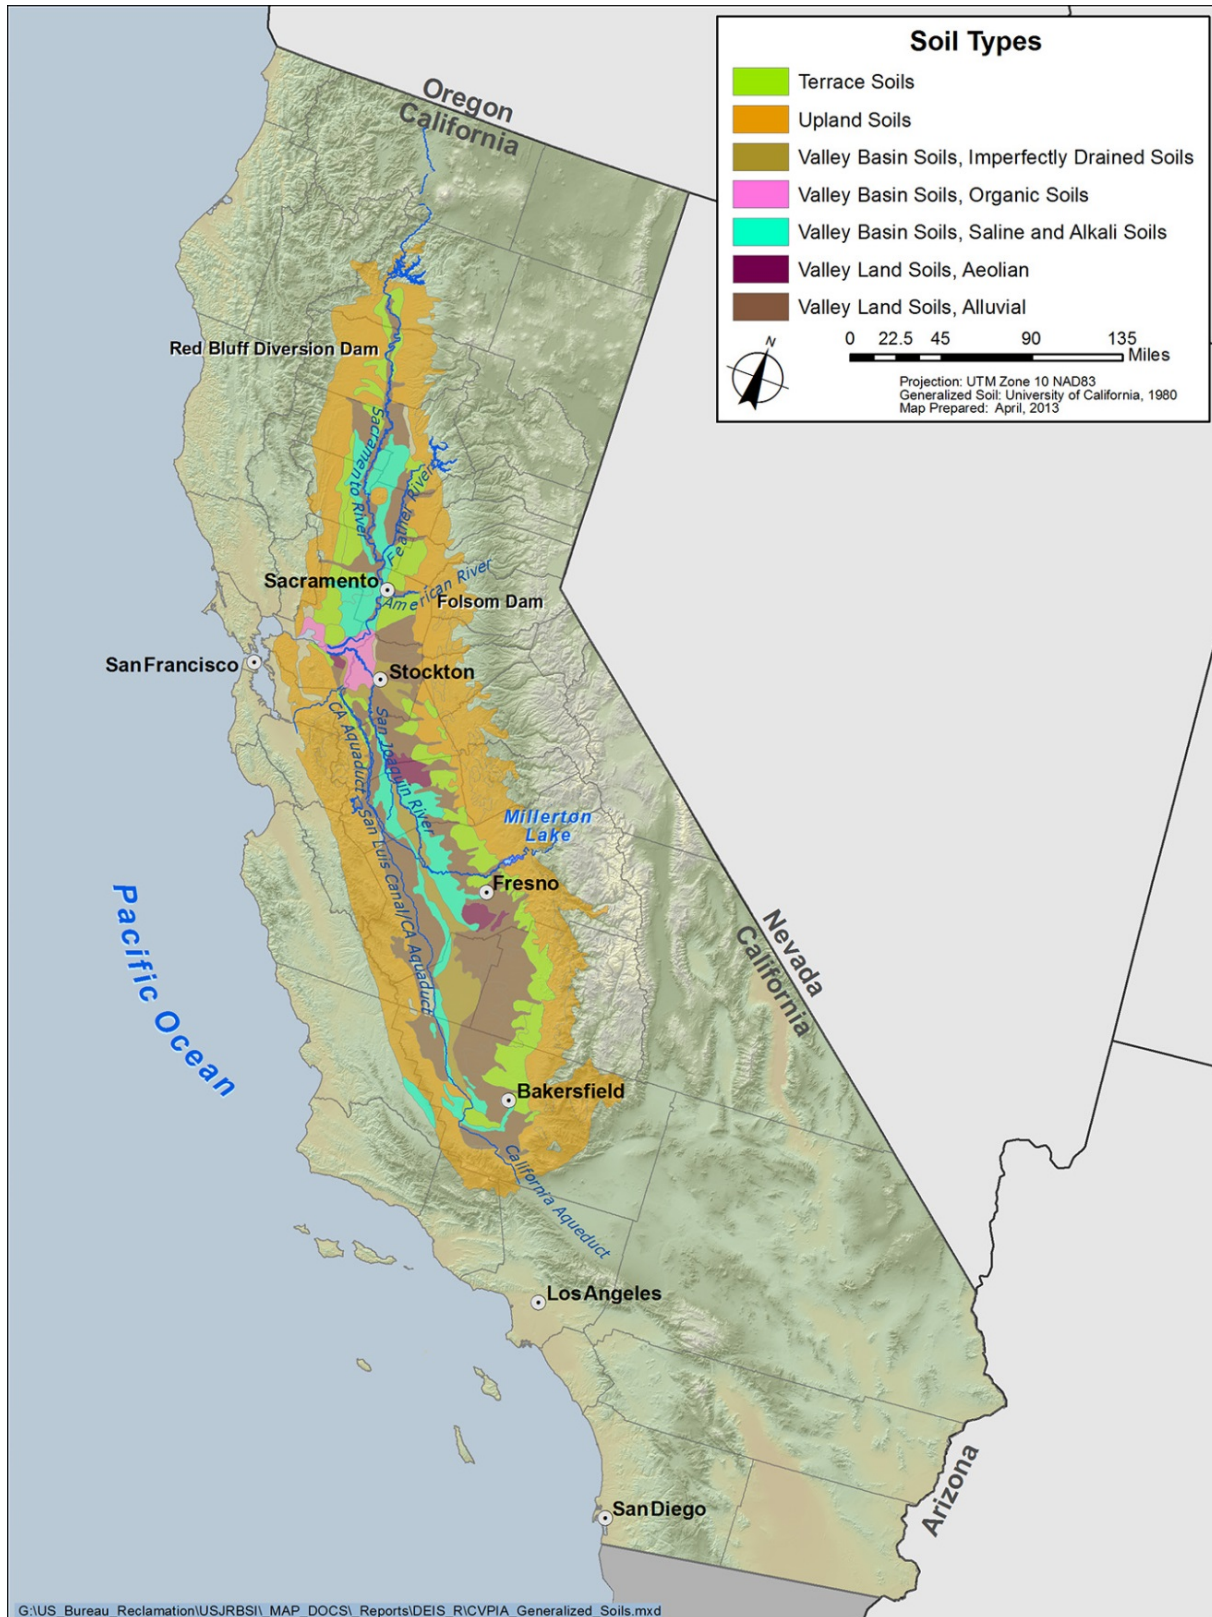 Soil Types
Terrace Soils
Upland Soils
Valley Basin Soils, Imperfectly Drained Soils
Valley Basin Soils, Organic Soils
Valley Basin Soils, Saline and Alkali Soils
Valley Land Soils, Aeolian
Valley Land Soils, Alluvial
N
0 22.5 45 90 135
Miles
Projection: UTM Zone 10 NAD83
Generalized Soil: University of California, 1980
Map Prepared: April, 2013
Oregon
California
Red Bluff Diversion Dam
Sacramento River
Feather River
Sacramento
American River
Folsom Dam
San Francisco
Stockton
CA Aquaduct
San Joaquin River
San Luis Canal/CA Aquaduct
Millerton
Lake
Fresno
Nevada
California
Pacific Ocean
Bakersfield
California Aqueduct
Los Angeles
San Diego
Arizona
G:\US_Bureau_Reclamation\USJRBSI\_MAP_DOCS\_Reports\DEIS_R\CVPIA_Generalized_Soils.mxd